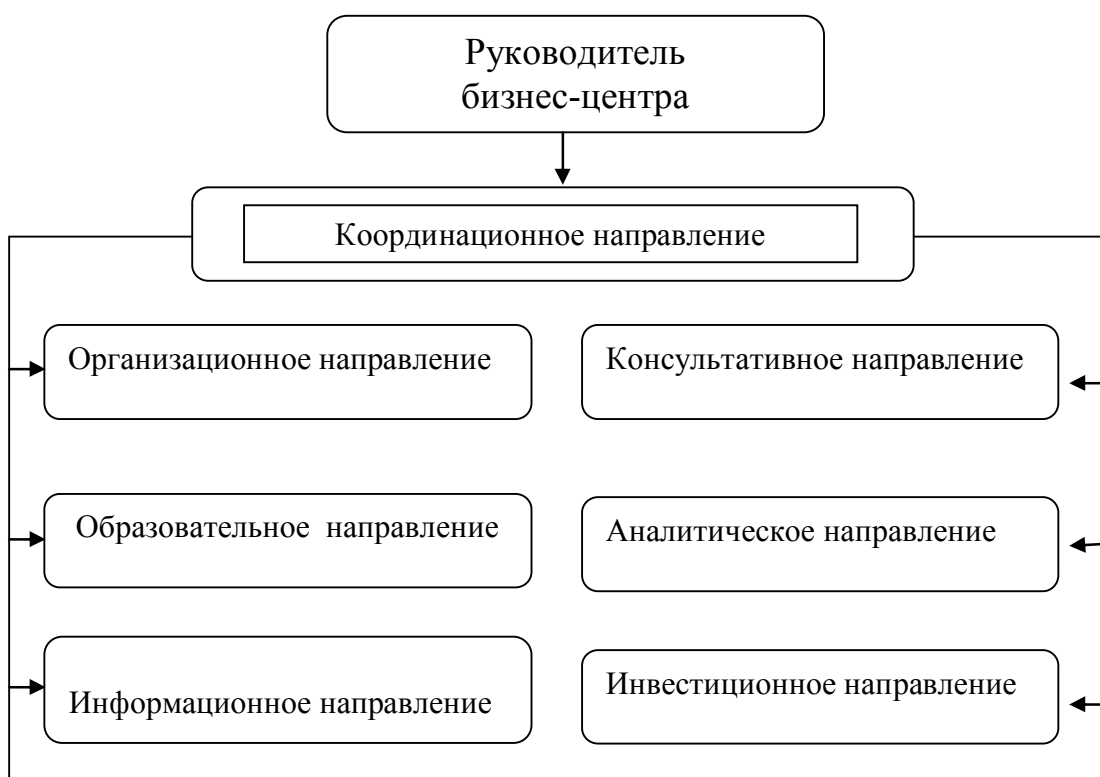 Руководитель
бизнес-центра
Координационное направление
Организационное направление
Консультативное направление
Образовательное направление
Аналитическое направление
Информационное направление
Инвестиционное направление